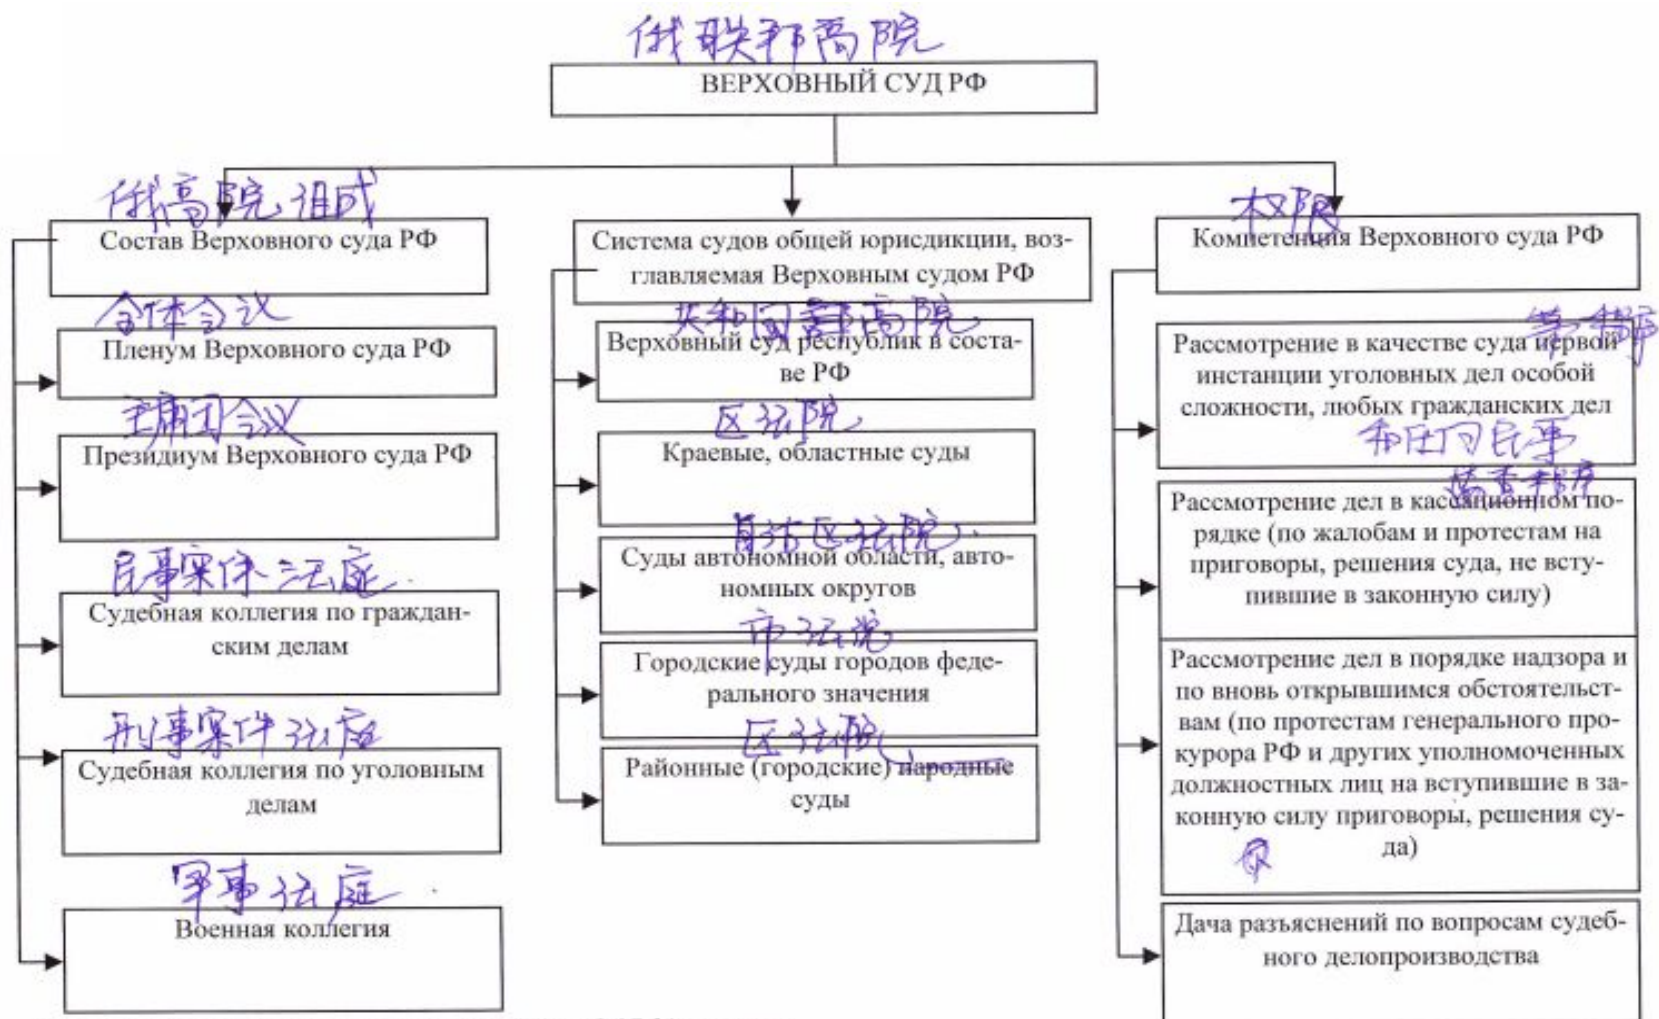 俄联邦高院
ВЕРХОВНЫЙ СУД РФ
俄高院组成
Состав Верховного суда РФ
全体会议
Пленум Верховного суда РФ
主席团会议
Президиум Верховного суда РФ
民事案件法庭
Судебная коллегия по граждан-
ским делам
刑事案件法庭
Судебная коллегия по уголовным
делам
军事法庭
Военная коллегия
Система судов общей юрисдикции, воз-
главляемая Верховным судом РФ
共和国高院
Верховный суд республик в соста-
ве РФ
区法院
Краевые, областные суды
自治区法院
Суды автономной области, авто-
номных округов
市法院
Городские суды городов феде-
рального значения
区法院
Районные (городские) народные
суды
权限
Компетенция Верховного суда РФ
Рассмотрение в качестве суда первой
инстанции уголовных дел особой
сложности, любых гражданских дел
民事
Рассмотрение дел в кассационном по-
рядке (по жалобам и протестам на
приговоры, решения суда, не всту-
пившие в законную силу)
Рассмотрение дел в порядке надзора и
по вновь открывшимся обстоятельст-
вам (по протестам генерального про-
курора РФ и других уполномоченных
должностных лиц на вступившие в за-
конную силу приговоры, решения су-
да)
Дача разъяснений по вопросам судеб-
ного делопроизводства